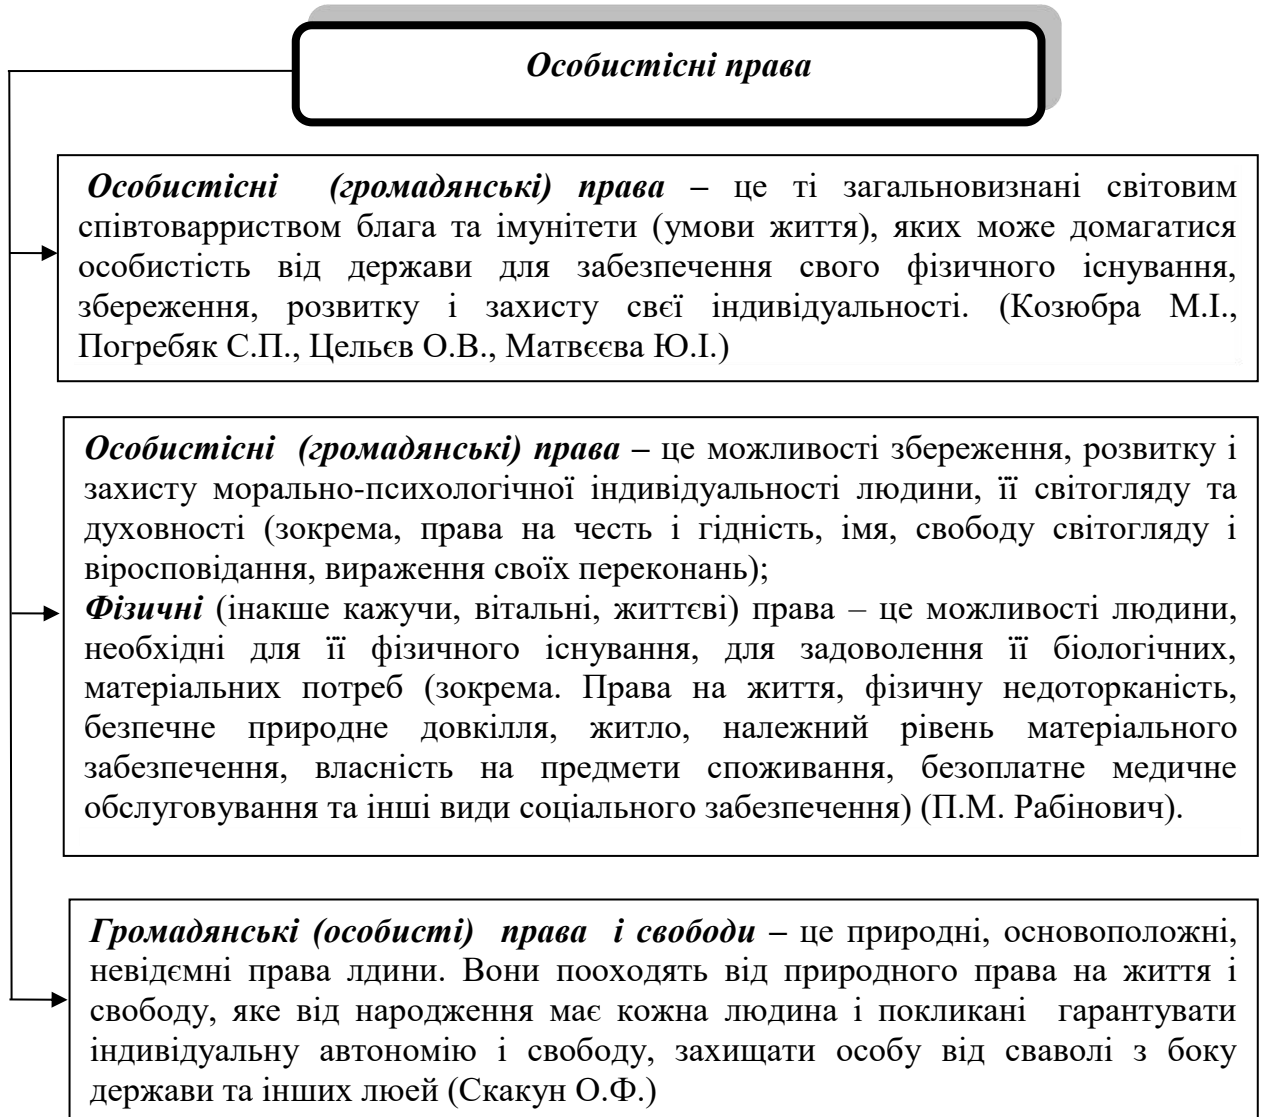 Особистісні права
Особистісні (громадянські) права – це ті загальновизнані світовим
співтоварриством блага та імунітети (умови життя), яких може домагатися
особистість від держави для забезпечення свого фізичного існування,
збереження, розвитку і захисту свєї індивідуальності. (Козюбра М.І.,
Погребяк С.П., Цельєв О.В., Матвєєва Ю.І.)
Особистісні (громадянські) права – це можливості збереження, розвитку і
захисту морально-психологічної індивідуальності людини, її світогляду та
духовності (зокрема, права на честь і гідність, імя, свободу світогляду і
віросповідання, вираження своїх переконань);
Фізичні (інакше кажучи, вітальні, життєві) права – це можливості людини,
необхідні для її фізичного існування, для задоволення її біологічних,
матеріальних потреб (зокрема. Права на життя, фізичну недоторканість,
безпечне природне довкілля, житло, належний рівень матеріального
забезпечення, власність на предмети споживання, безоплатне медичне
обслуговування та інші види соціального забезпечення) (П.М. Рабінович).
Громадянські (особисті) права і свободи – це природні, основоположні,
невідємні права лдини. Вони пооходять від природного права на життя і
свободу, яке від народження має кожна людина і покликані гарантувати
індивідуальну автономію і свободу, захищати особу від сваволі з боку
держави та інших люей (Скакун О.Ф.)